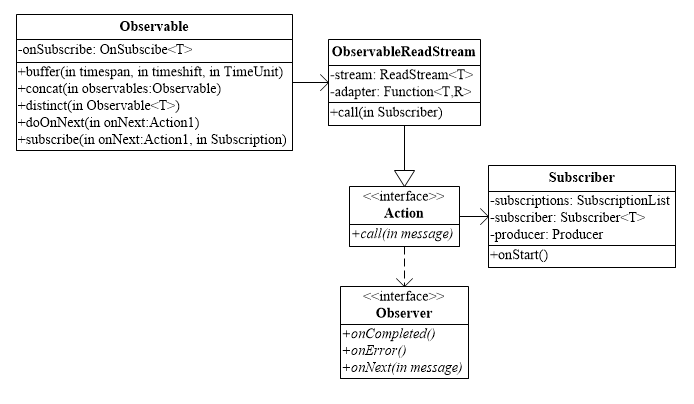 Observable
-onSubscribe: OnSubscibe<T>
+buffer(in timespan, in timeshift, in TimeUnit)
+concat(in observables:Observable)
+distinct(in Observable<T>)
+doOnNext(in onNext:Action1)
+subscribe(in onNext:Action1, in Subscription)
ObservableReadStream
-stream: ReadStream<T>
-adapter: Function<T,R>
+call(in Subscriber)
<<interface>>
Action
+call(in message)
Subscriber
-subscriptions: SubscriptionList
-subscriber: Subscriber<T>
-producer: Producer
+onStart()
<<interface>>
Observer
+onCompleted()
+onError()
+onNext(in message)